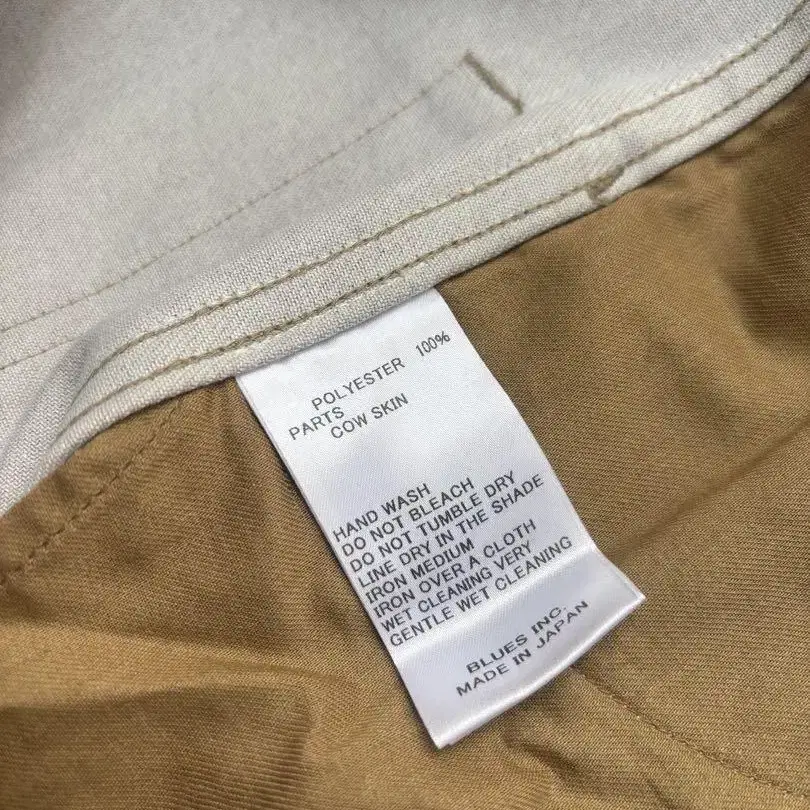 POLYESTER 100%
PARTS
COW SKIN
HAND WASH
DO NOT BLEACH
DO NOT TUMBLE DRY
LINE DRY IN THE SHADE
IRON MEDIUM
IRON OVER A CLOTH
WET CLEANING VERY
GENTLE WET CLEANING
BLUES INC.
MADE IN JAPAN